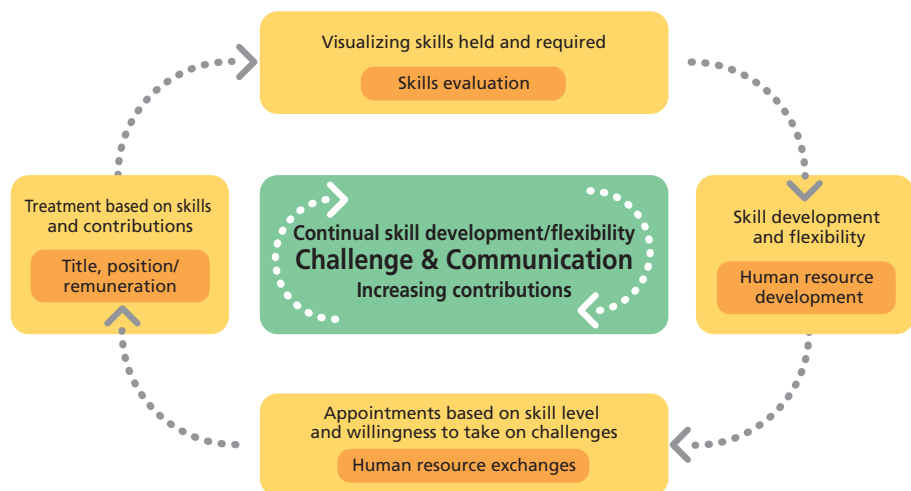 Visualizing skills held and required
Skills evaluation
Treatment based on skills
and contributions
Title, position/
remuneration
Continual skill development/flexibility
Challenge & Communication
Increasing contributions
Skill development
and flexibility
Human resource
development
Appointments based on skill level
and willingness to take on challenges
Human resource exchanges